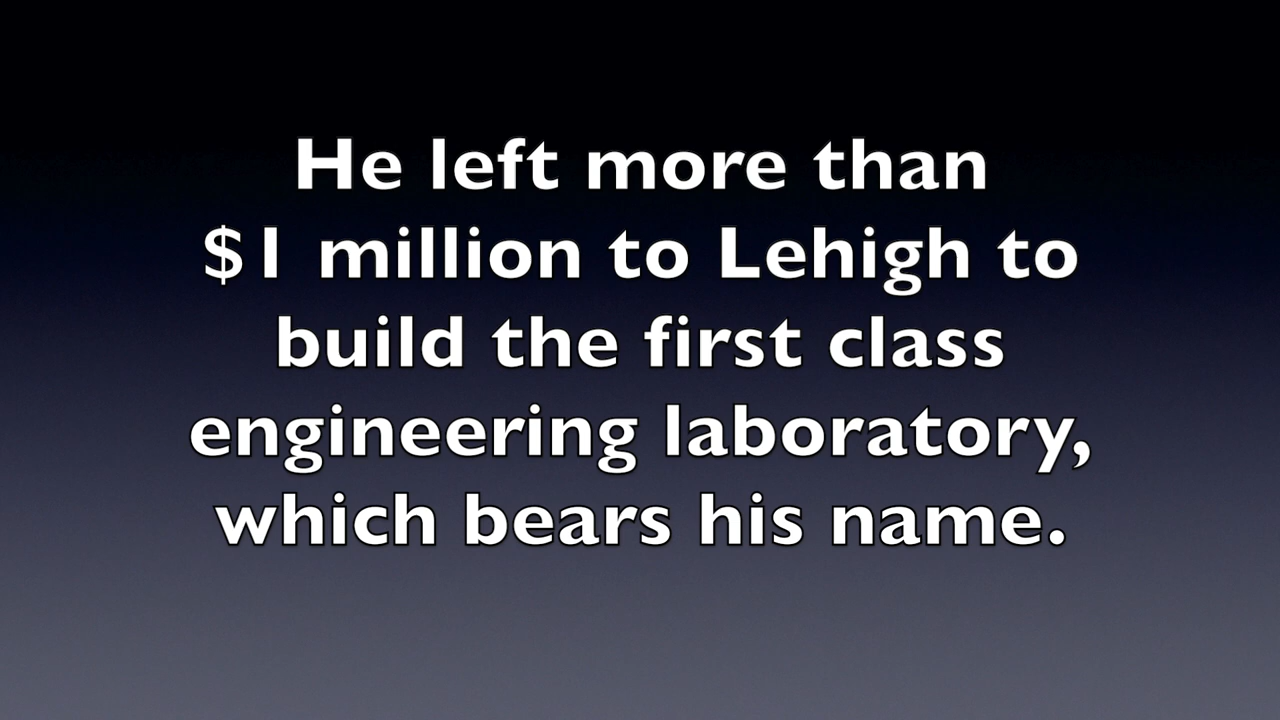 He left more than
$1 million to Lehigh to
build the first class
engineering laboratory,
which bears his name.